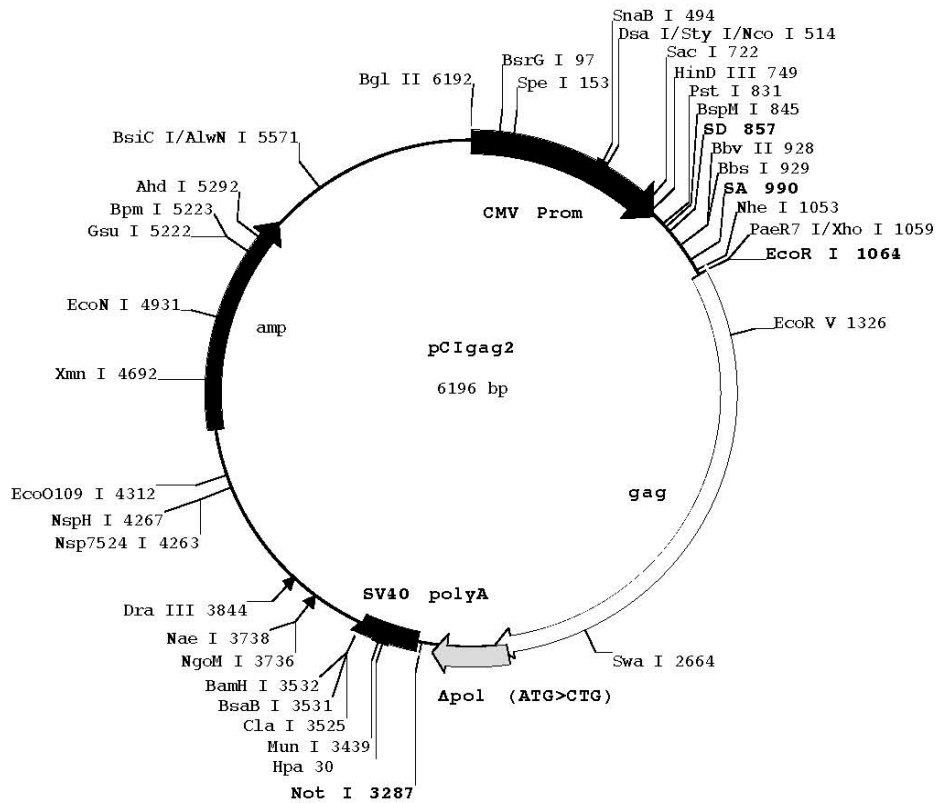 SnaB I 494
Dsa I/Sty I/Nco I 514
Sac I 722
HinD III 749
Pst I 831
BspM I 845
SD 857
Bbv II 928
Bbs I 929
SA 990
Nhe I 1053
PaeR7 I/Xho I 1059
EcoR I 1064
EcoR V 1326
BsrG I 97
Spe I 153
Bgl II 6192
BsiC I/AlwN I 5571
Ahd I 5292
Bpm I 5223
Gsu I 5222
EcoN I 4931
Xmn I 4692
CMV Prom
amp
pCIgag2
6196 bp
gag
EcoO109 I 4312
NspH I 4267
Nsp7524 I 4263
SV40 polyA
Dra III 3844
Nae I 3738
NgoM I 3736
BamH I 3532
BsaB I 3531
Cla I 3525
Mun I 3439
Hpa 30
Not I 3287
Swa I 2664
Δpol (ATG>CTG)